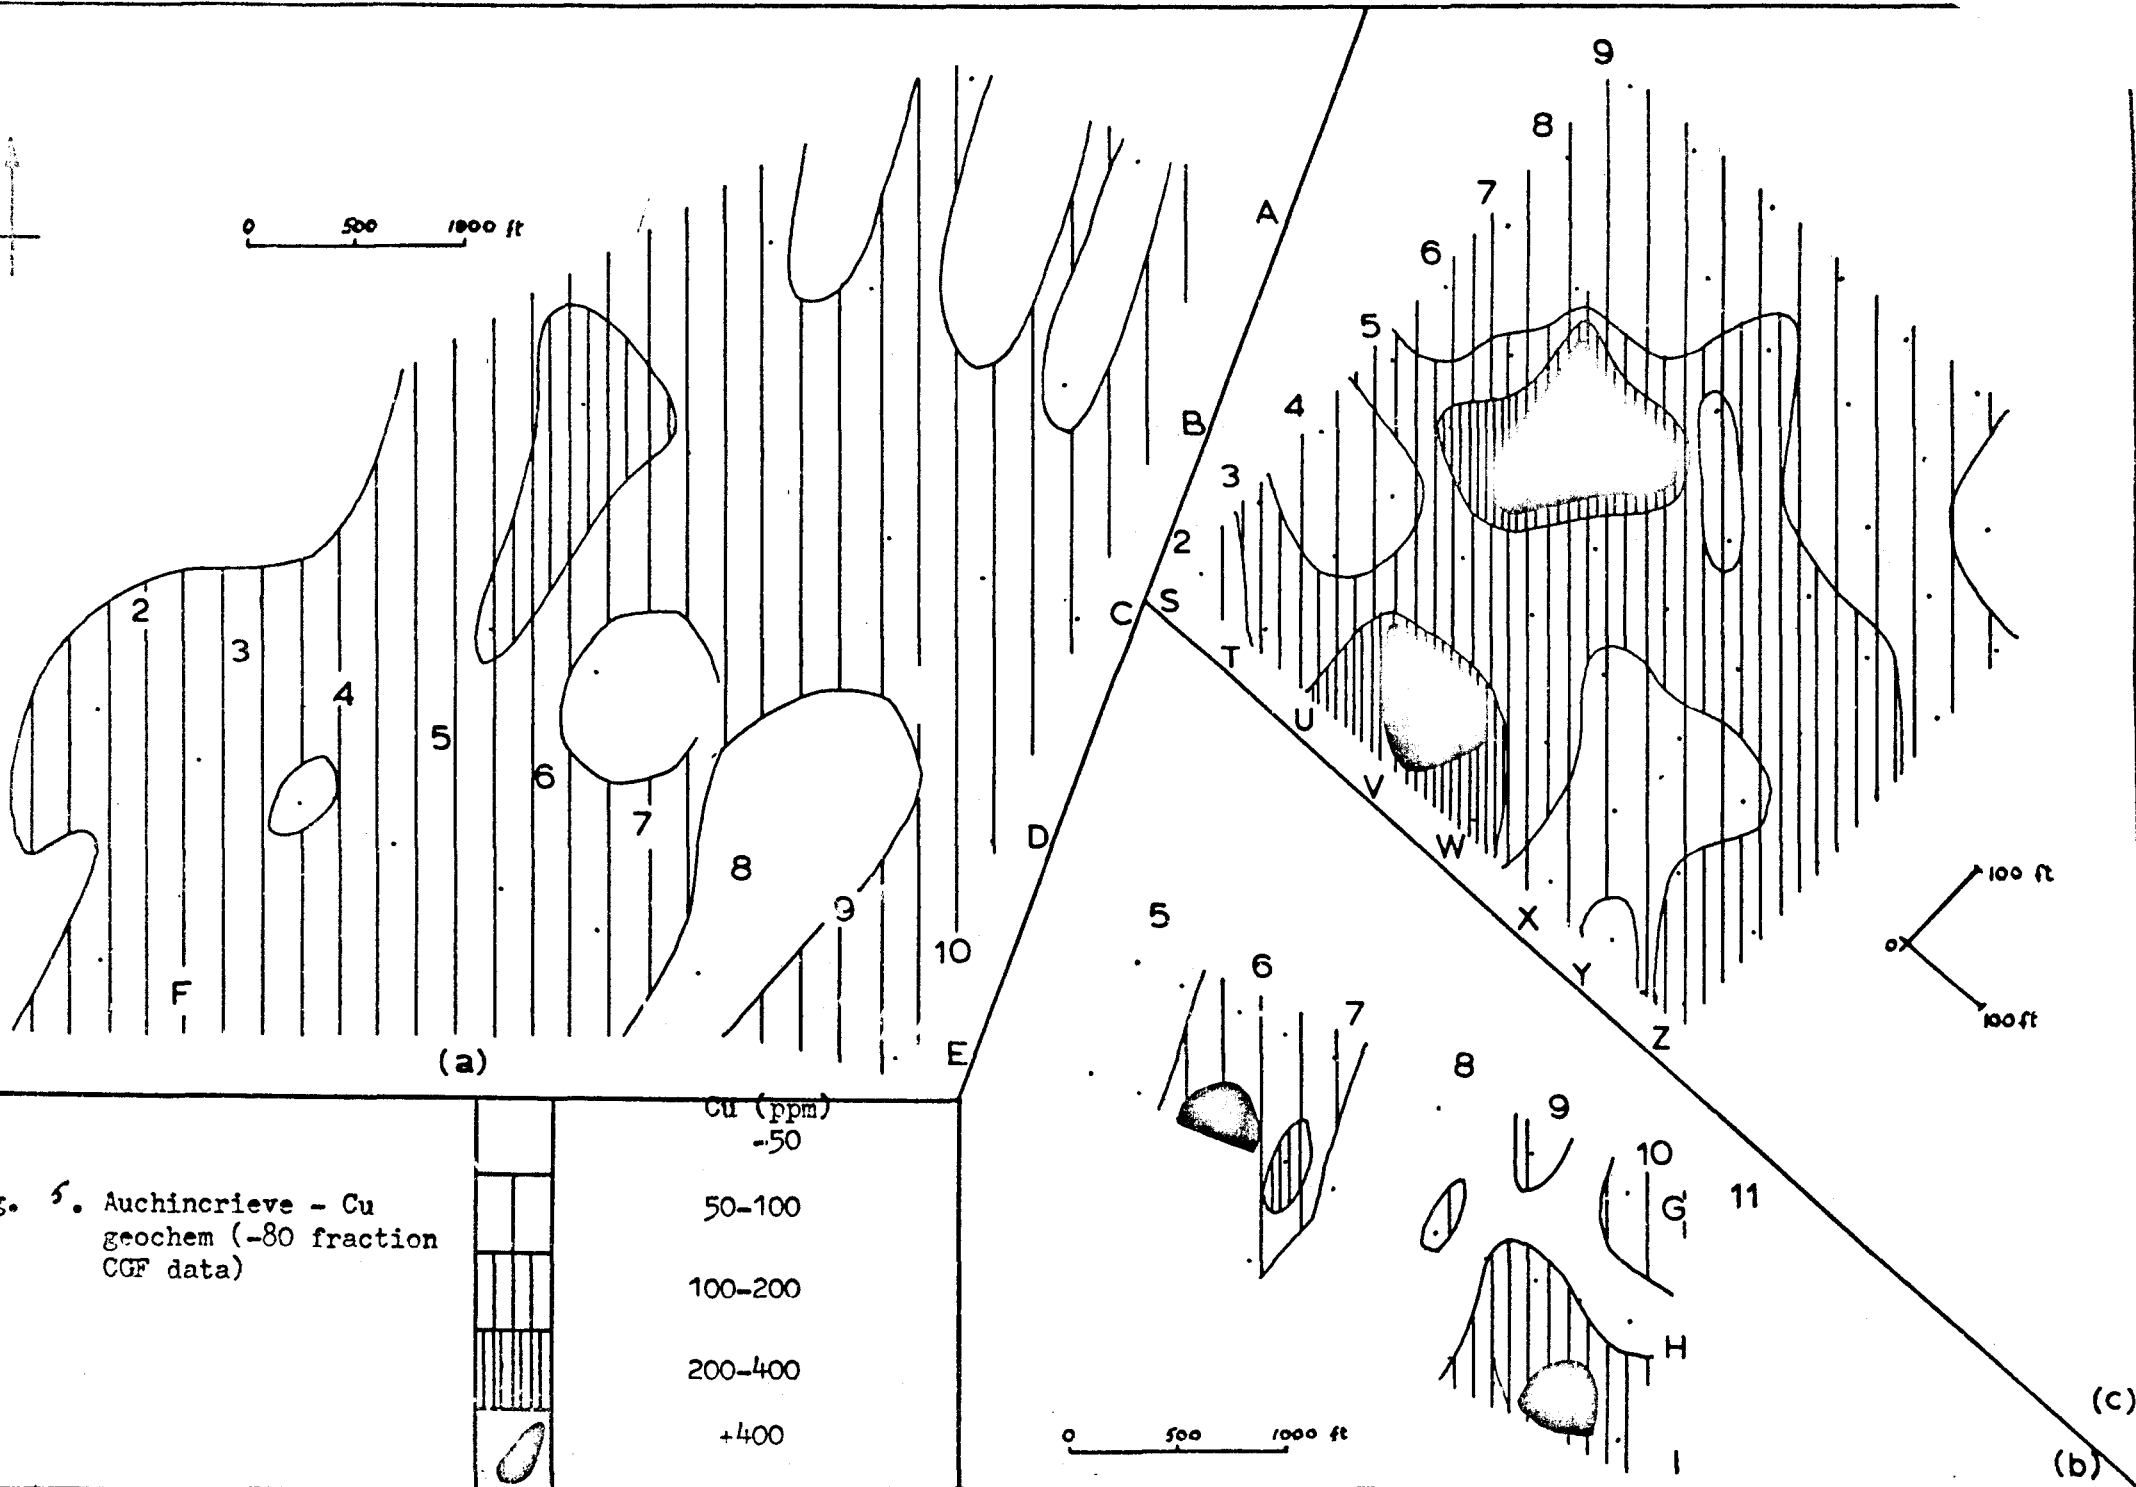 9
8
7
6
5
4
3
2
A
B
C
D
E
S
T
U
V
W
X
Y
Z
0 500 1000 ft
2
3
4
5
6
7
8
9
10
F
(a)
100 ft
0
100 ft
(c)
5
6
7
8
9
10
11
G
H
I
0 500 1000 ft
(b)
Cu (ppm)
-50
50-100
100-200
200-400
+400
g. 5. Auchincrieve - Cu
geochem (-80 fraction
CGF data)